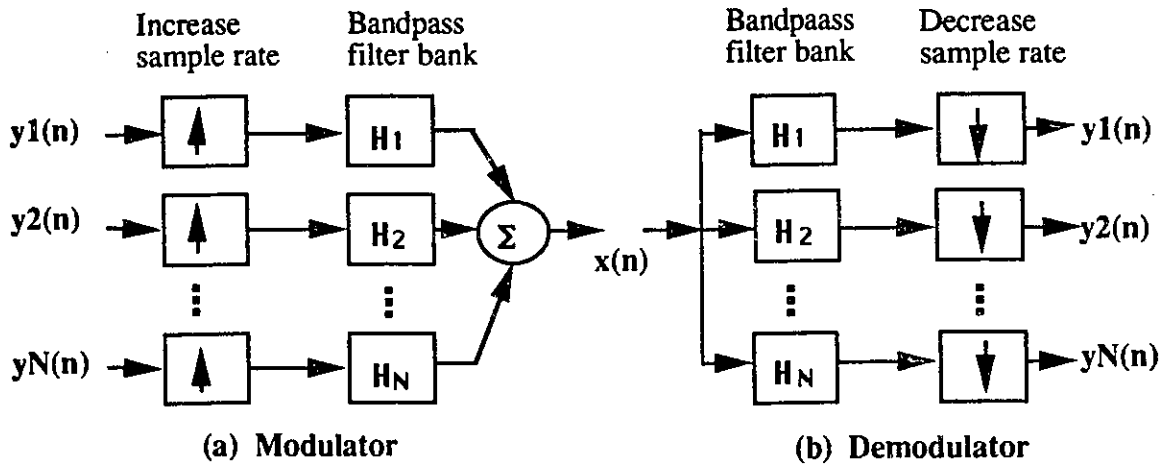 Increase
sample rate
Bandpass
filter bank
Bandpaass
filter bank
Decrease
sample rate
y1(n)
H1
H1
y1(n)
y2(n)
H2
Σ
x(n)
H2
y2(n)
yN(n)
HN
HN
yN(n)
(a) Modulator
(b) Demodulator